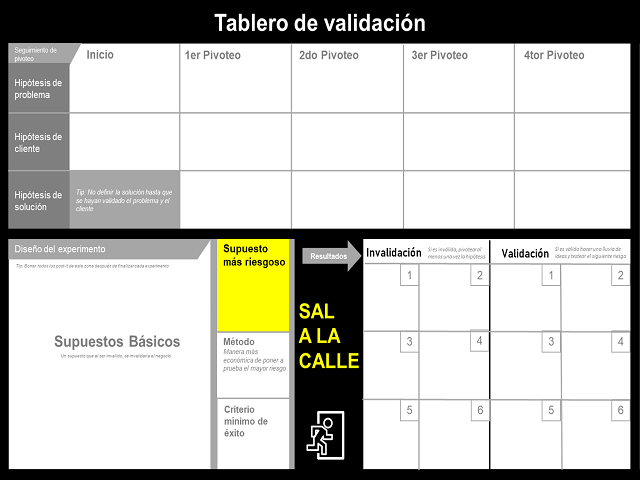 Tablero de validación
Seguimiento de
pivoteo
Inicio
1er Pivoteo
2do Pivoteo
3er Pivoteo
4tor Pivoteo
Hipótesis de
problema
Hipótesis de
cliente
Hipótesis de
solución
Tip: No definir la solución hasta que
se hayan validado el problema y el
cliente
Diseño del experimento
Tip: Borrar todos los post-it de esta zona después de finalizar cada experimento
Supuestos Básicos
Un supuesto que al ser invalido, se invalidaría el negocio
Supuesto
más riesgoso
Método
Manera más
económica de poner a
prueba el mayor riesgo
Criterio
mínimo de
éxito
Resultados
SAL
A LA
CALLE
Invalidación
Si es inválido, pivotear al
menos una vez la hipótesis
Validación
Si es válido hacer una lluvia de
ideas y testear el siguiente riesgo
1 2 1 2
3 4 3 4
5 6 5 6